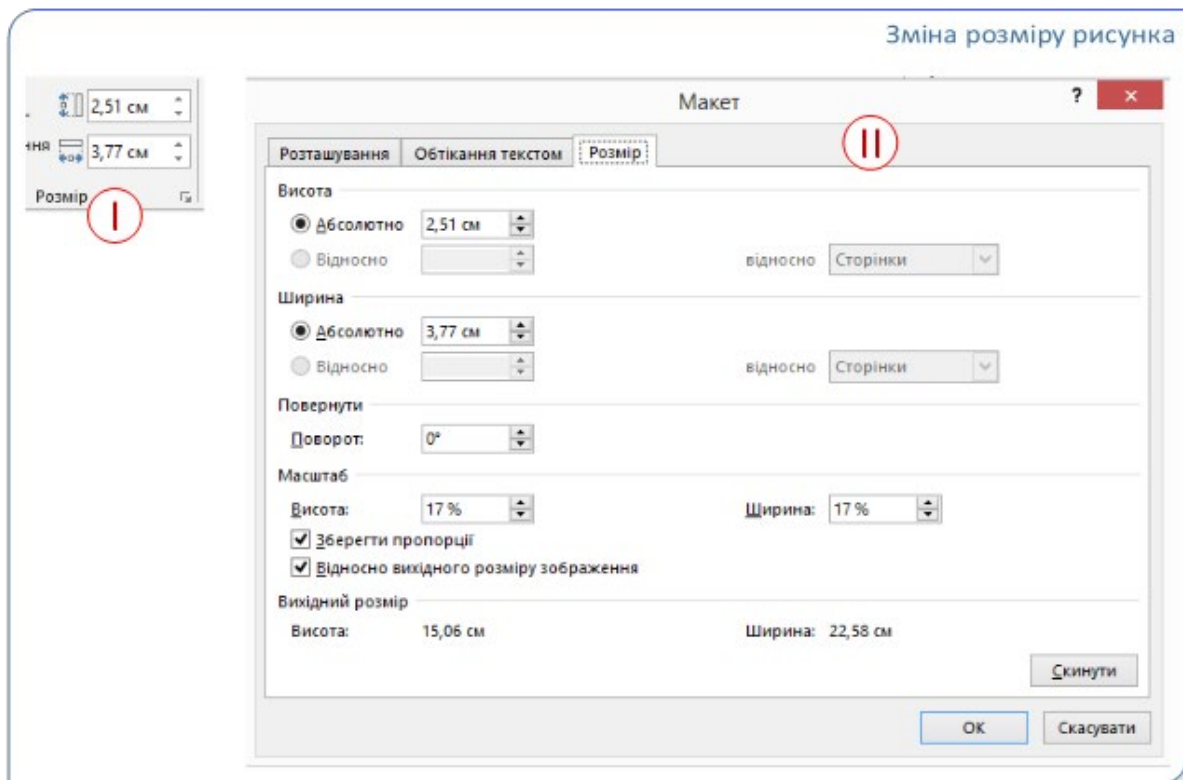 Зміна розміру рисунка
2,51 см
ння 3,77 см
Розмір
I
Макет ?
II
Розташування Обтікання текстом Розмір
Висота
Абсолютно 2,51 см
Відносно відносно Сторінки
Ширина
Абсолютно 3,77 см
Відносно відносно Сторінки
Повернути
Поворот: 0°
Масштаб
Висота: 17 % Ширина: 17 %
Зберегти пропорції
Відносно вихідного розміру зображення
Вихідний розмір
Висота: 15,06 см Ширина: 22,58 см
Скинути
ОК Скасувати